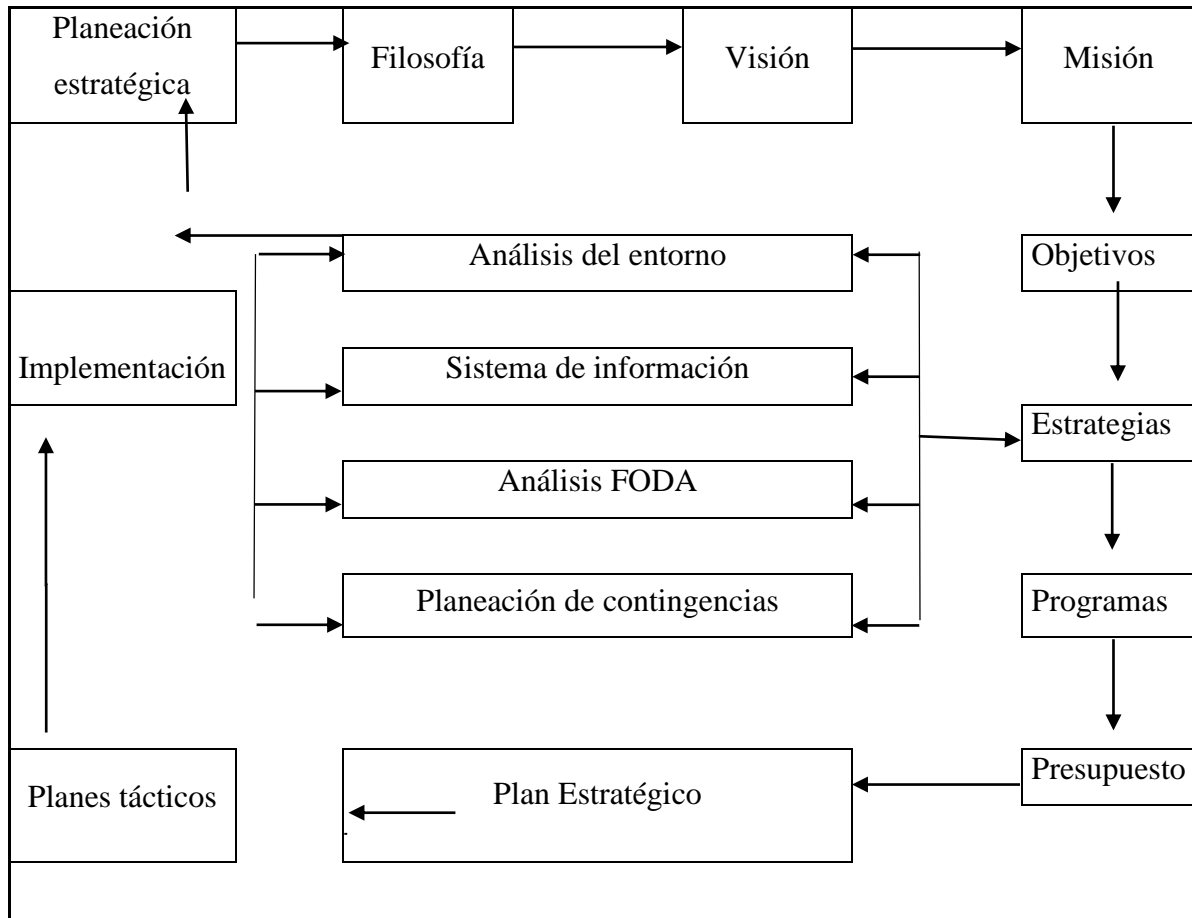 Planeación
estratégica
Filosofía
Visión
Misión
Análisis del entorno
Objetivos
Implementación
Sistema de información
Estrategias
Análisis FODA
Planeación de contingencias
Programas
Planes tácticos
Plan Estratégico
Presupuesto